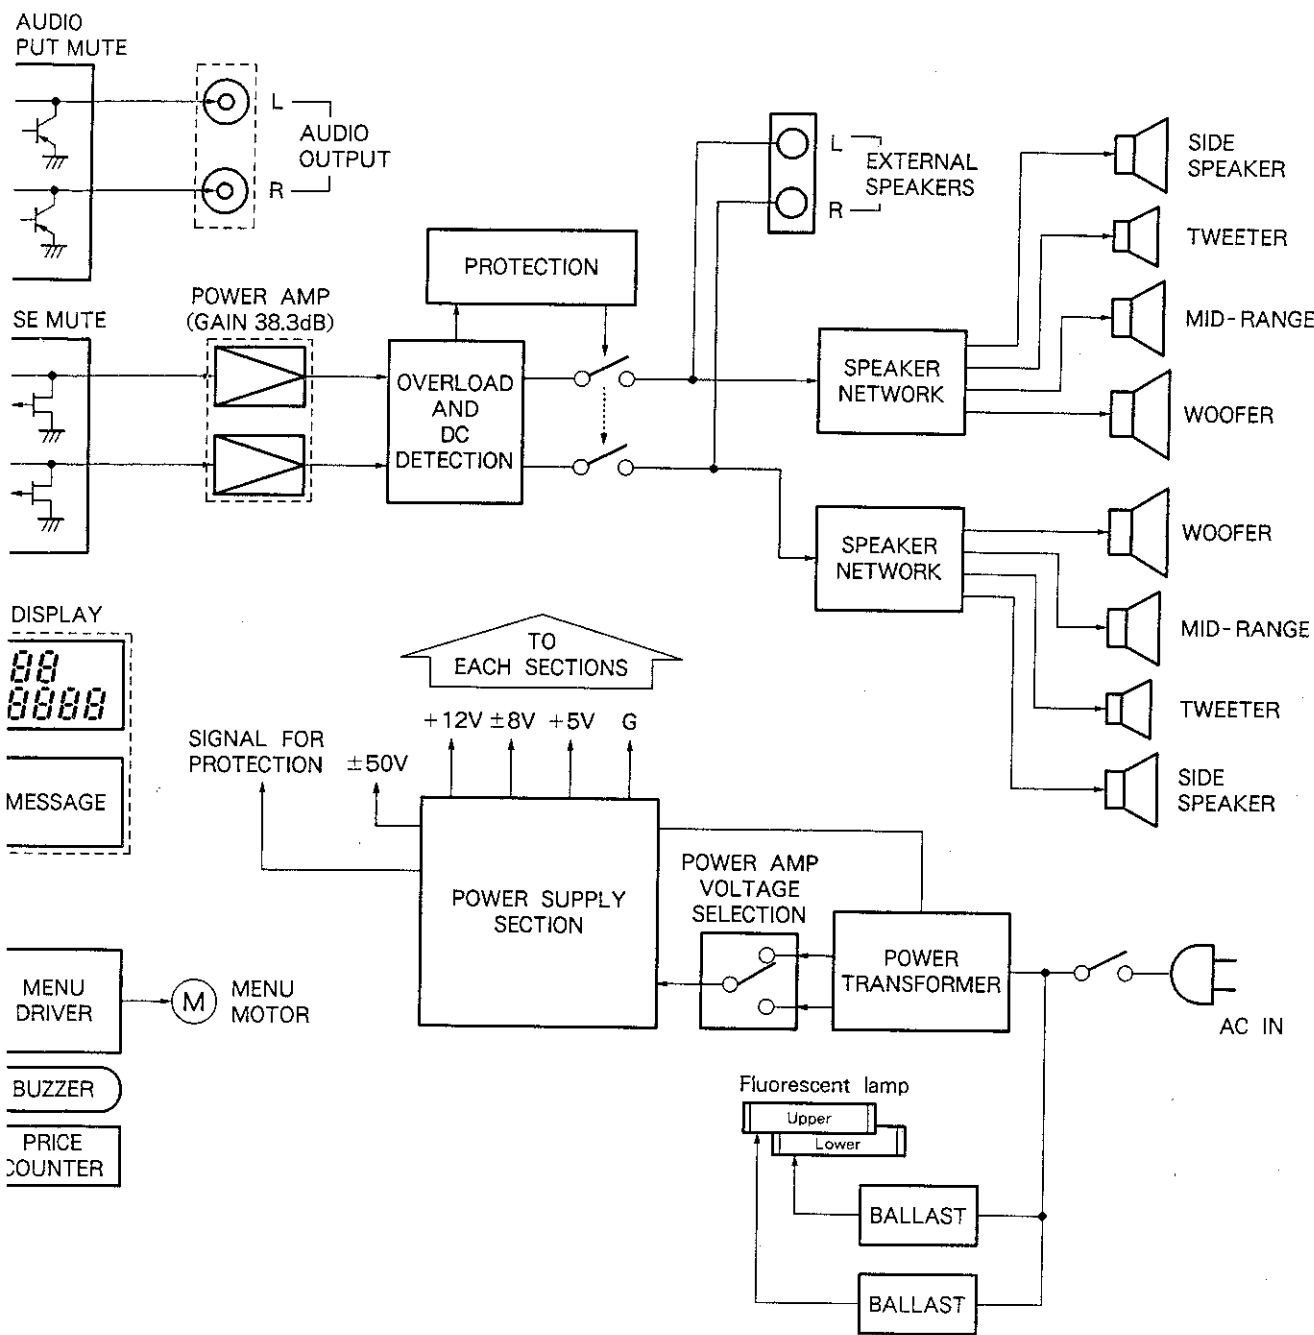 AUDIO
PUT MUTE
L
AUDIO
OUTPUT
R
L
EXTERNAL
SPEAKERS
R
SIDE
SPEAKER
TWEETER
MID-RANGE
WOOFER
PROTECTION
SE MUTE
POWER AMP
(GAIN 38.3dB)
OVERLOAD
AND
DC
DETECTION
SPEAKER
NETWORK
SPEAKER
NETWORK
WOOFER
MID-RANGE
TWEETER
SIDE
SPEAKER
DISPLAY
88
8888
MESSAGE
TO
EACH SECTIONS
+12V ±8V +5V G
SIGNAL FOR
PROTECTION
±50V
POWER SUPPLY
SECTION
POWER AMP
VOLTAGE
SELECTION
POWER
TRANSFORMER
AC IN
MENU
DRIVER
M
MENU
MOTOR
BUZZER
PRICE
COUNTER
Fluorescent lamp
Upper
Lower
BALLAST
BALLAST